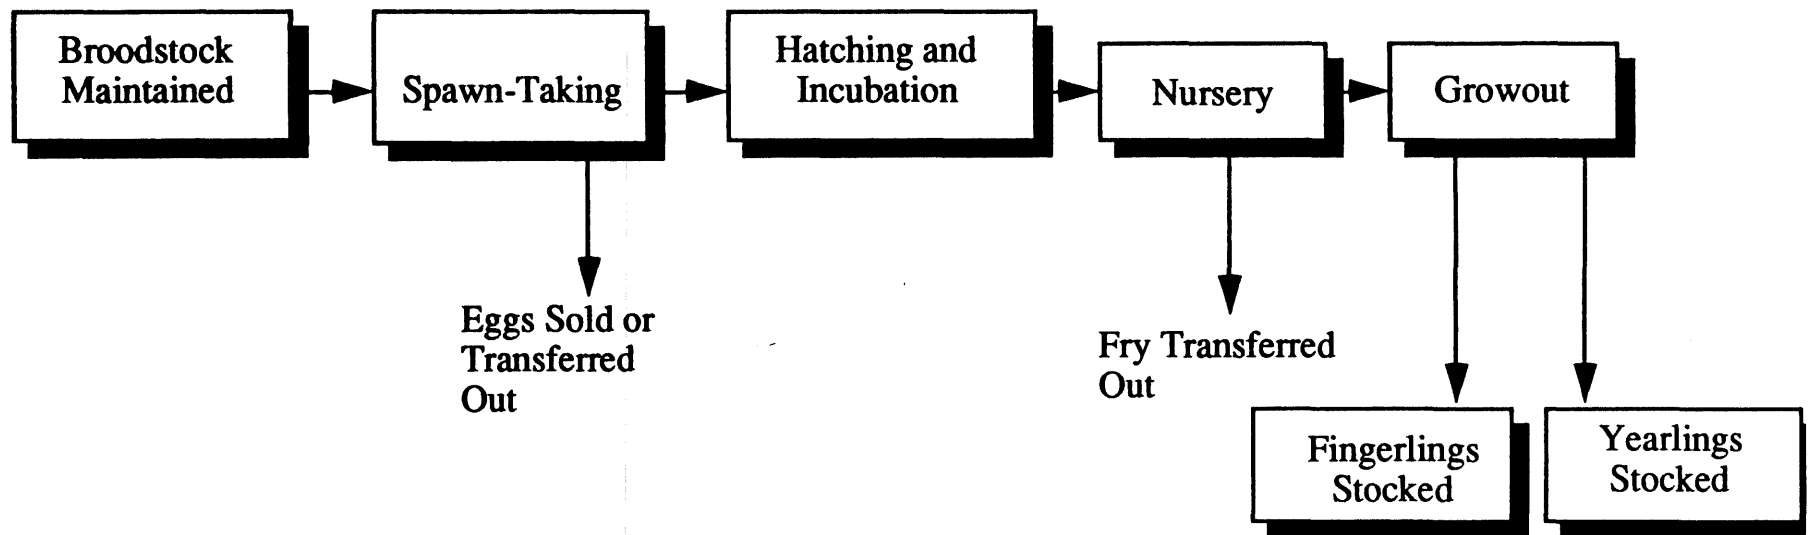 Broodstock
Maintained
Spawn-Taking
Hatching and
Incubation
Nursery
Growout
Eggs Sold or
Transferred
Out
Fry Transferred
Out
Fingerlings
Stocked
Yearlings
Stocked